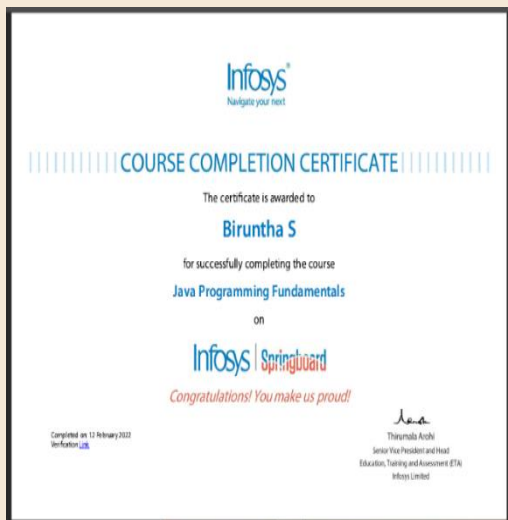 Infosys®
Navigate your next
COURSE COMPLETION CERTIFICATE
The certificate is awarded to
Biruntha S
for successfully completing the course
Java Programming Fundamentals
on
Infosys | Springboard
Congratulations! You make us proud!
Completed on: 12 February 2022
Verification Link
Thirumala Arohi
Senior Vice President and Head
Education, Training and Assessment (ETA)
Infosys Limited